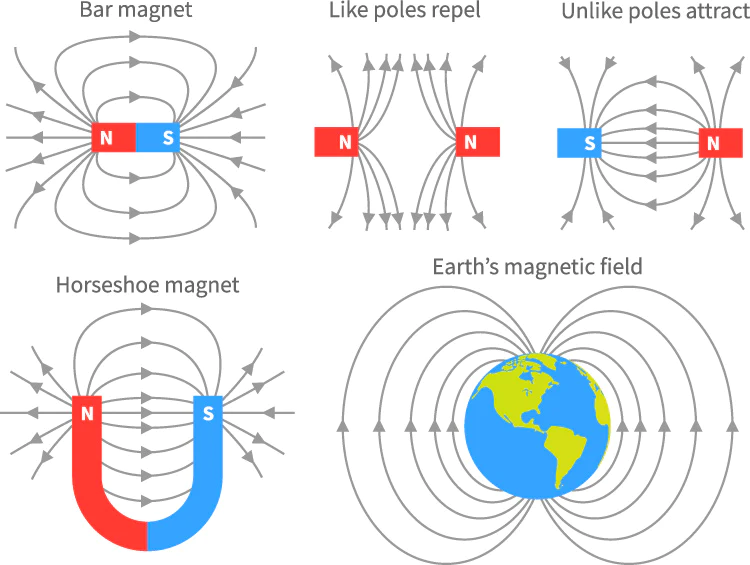 Bar magnet
Like poles repel
Unlike poles attract
N S
N N
S N
Earth's magnetic field
Horseshoe magnet
N S